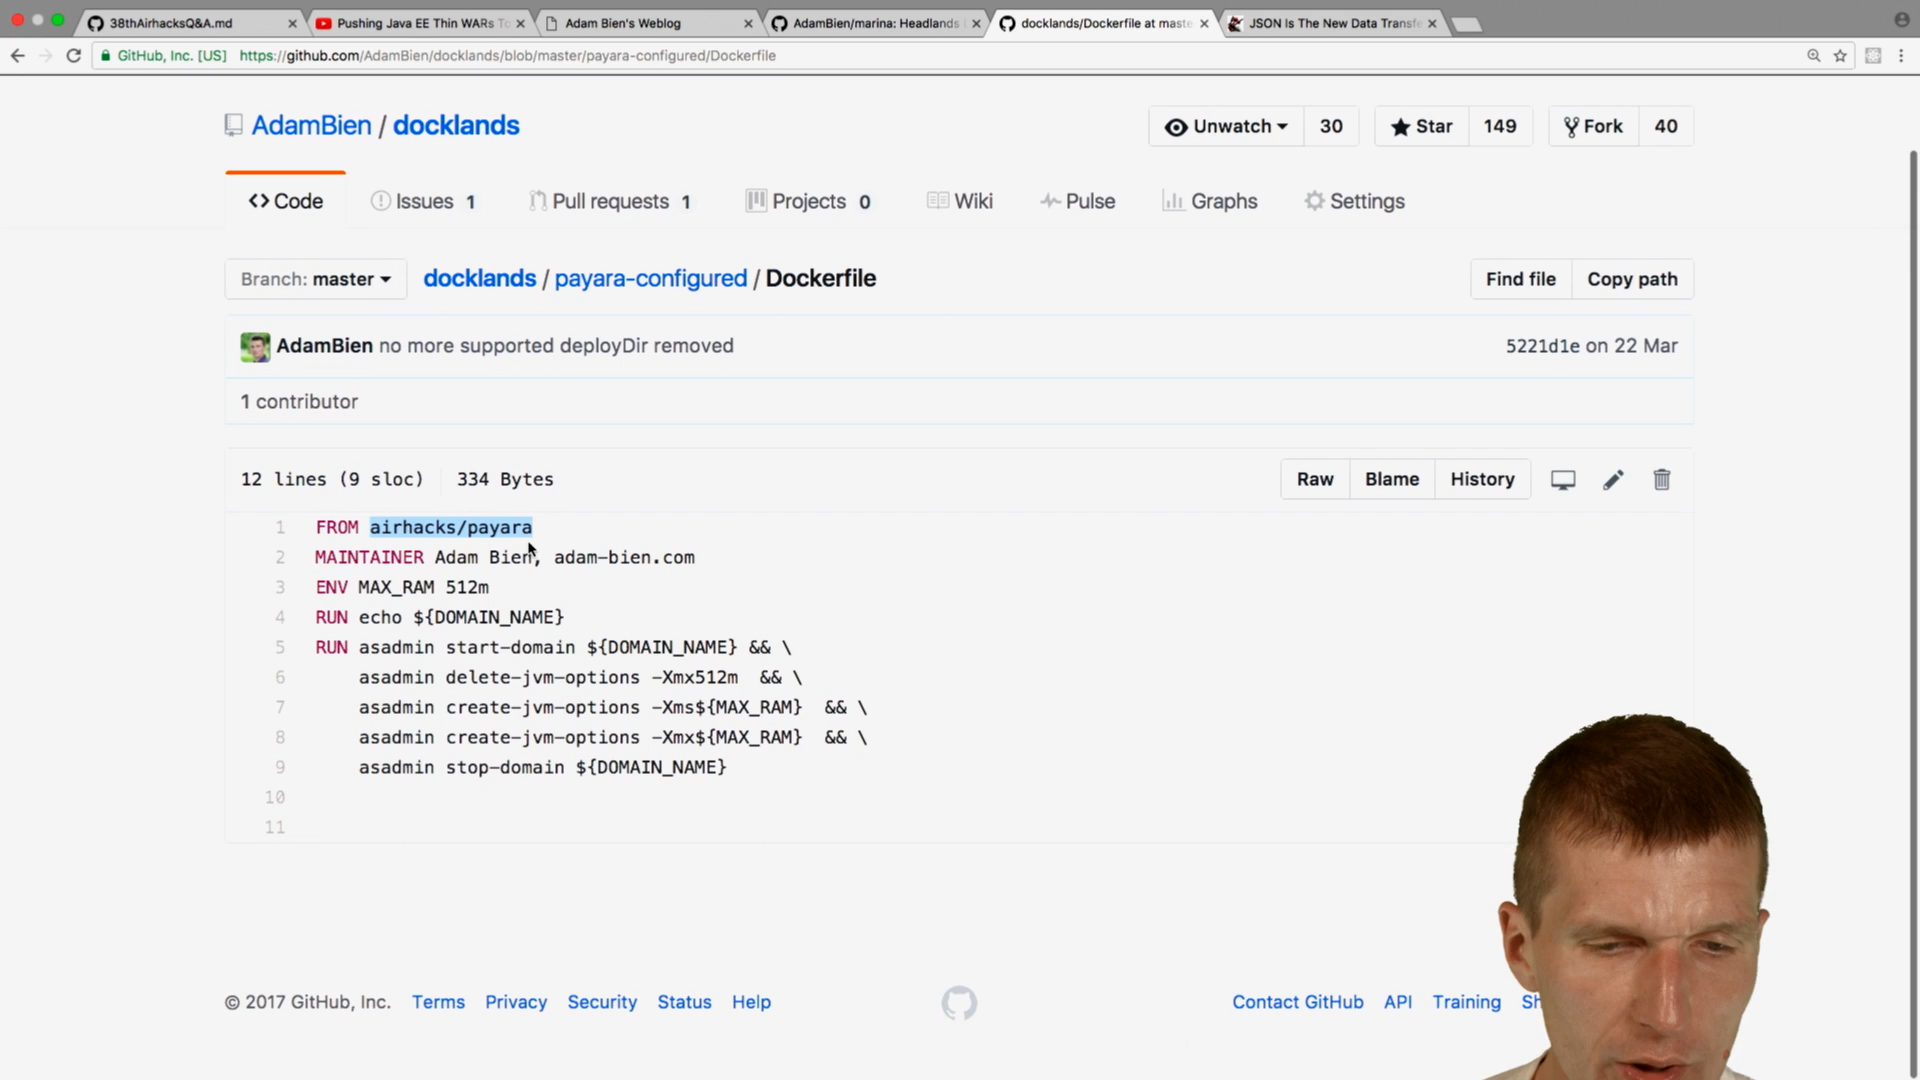 38thAirhacksQ&A.md
Pushing Java EE Thin WARs To
Adam Bien's Weblog
AdamBien/marina: Headlands
docklands/Dockerfile at maste
JSON Is The New Data Transfe
GitHub, Inc. [US] https://github.com/AdamBien/docklands/blob/master/payara-configured/Dockerfile
AdamBien / docklands
Unwatch 30
Star 149
Fork 40
<> Code
Issues 1
Pull requests 1
Projects 0
Wiki
Pulse
Graphs
Settings
Branch: master
docklands / payara-configured / Dockerfile
Find file
Copy path
AdamBien no more supported deployDir removed
5221d1e on 22 Mar
1 contributor
12 lines (9 sloc) 334 Bytes
Raw
Blame
History
1 FROM airhacks/payara
2 MAINTAINER Adam Bien, adam-bien.com
3 ENV MAX_RAM 512m
4 RUN echo ${DOMAIN_NAME}
5 RUN asadmin start-domain ${DOMAIN_NAME} && \
6 asadmin delete-jvm-options -Xmx512m && \
7 asadmin create-jvm-options -Xms${MAX_RAM} && \
8 asadmin create-jvm-options -Xmx${MAX_RAM} && \
9 asadmin stop-domain ${DOMAIN_NAME}
10
11
© 2017 GitHub, Inc. Terms Privacy Security Status Help
Contact GitHub API Training Sh